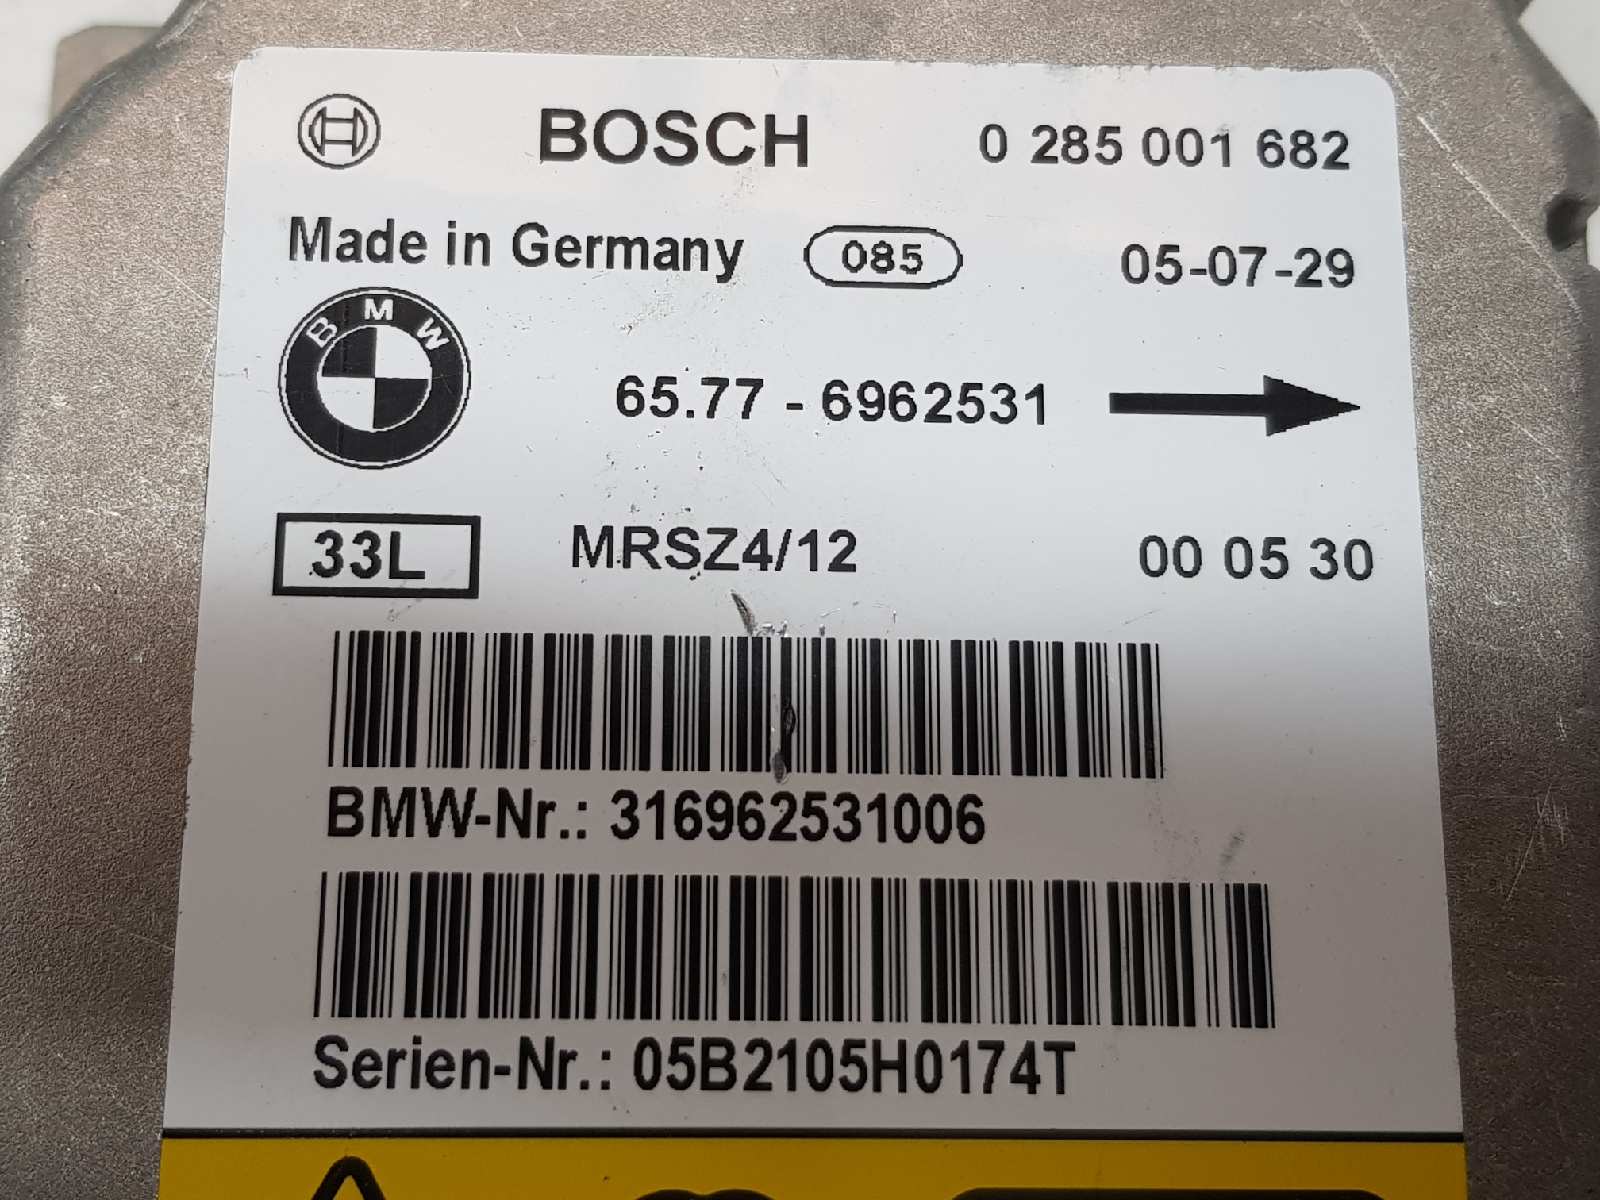 BOSCH 0 285 001 682
Made in Germany 085 05-07-29
BMW
65.77 - 6962531
33L MRSZ4/12 00 05 30
BMW-Nr.: 316962531006
Serien-Nr.: 05B2105H0174T